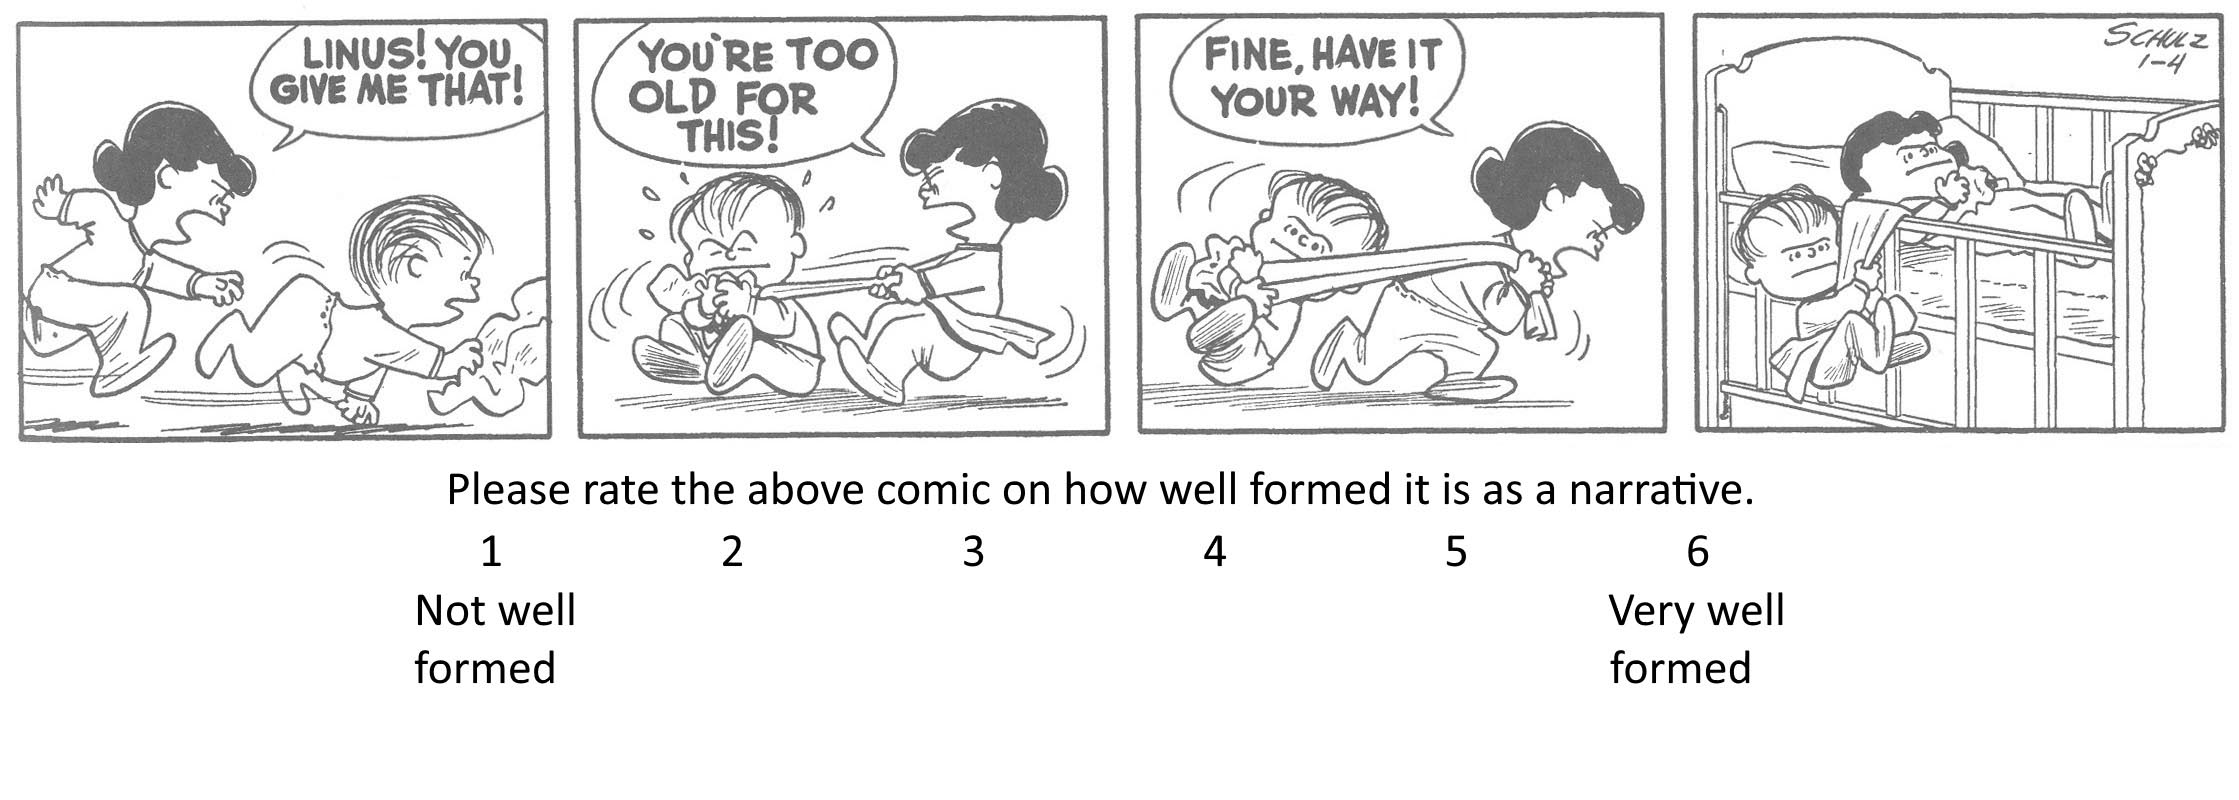 LINUS! YOU
GIVE ME THAT!
YOU'RE TOO
OLD FOR
THIS!
FINE, HAVE IT
YOUR WAY!
SCHULZ
1-4
Please rate the above comic on how well formed it is as a narrative.
1 2 3 4 5 6
Not well
formed
Very well
formed